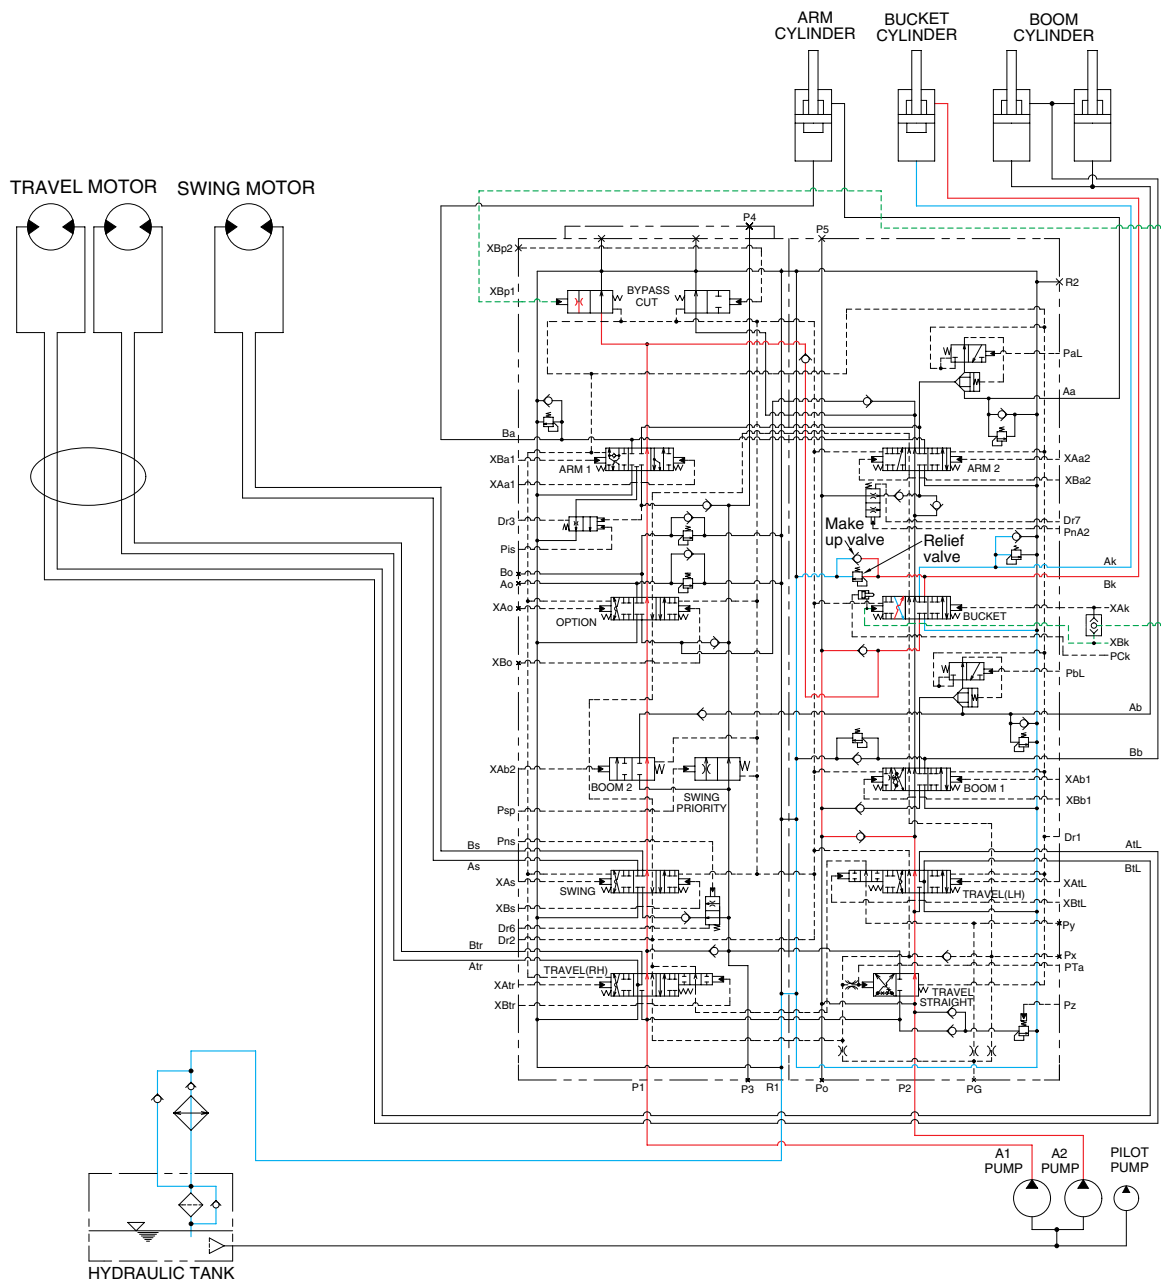 ARM
CYLINDER
BUCKET
CYLINDER
BOOM
CYLINDER
TRAVEL MOTOR
SWING MOTOR
P4
P5
XBp2
R2
XBp1
BYPASS
CUT
PaL
Aa
Ba
XBa1
ARM 1
XAa1
ARM 2
XAa2
XBa2
Dr3
Pis
Dr7
PnA2
Make
up valve
Relief
valve
Ak
Bk
Bo
Ao
XAo
OPTION
BUCKET
XAk
XBk
PCk
XBo
PbL
Ab
Bb
XAb2
BOOM 2
SWING
PRIORITY
BOOM 1
XAb1
XBb1
Psp
Pns
Dr1
AtL
BtL
Bs
As
XAs
SWING
XBs
TRAVEL(LH)
XAtL
XBtL
Dr6
Dr2
Py
Btr
Atr
TRAVEL(RH)
XAtr
XBtr
Px
PTa
TRAVEL
STRAIGHT
Pz
P1
P3
R1
Po
P2
PG
A1
PUMP
A2
PUMP
PILOT
PUMP
HYDRAULIC TANK